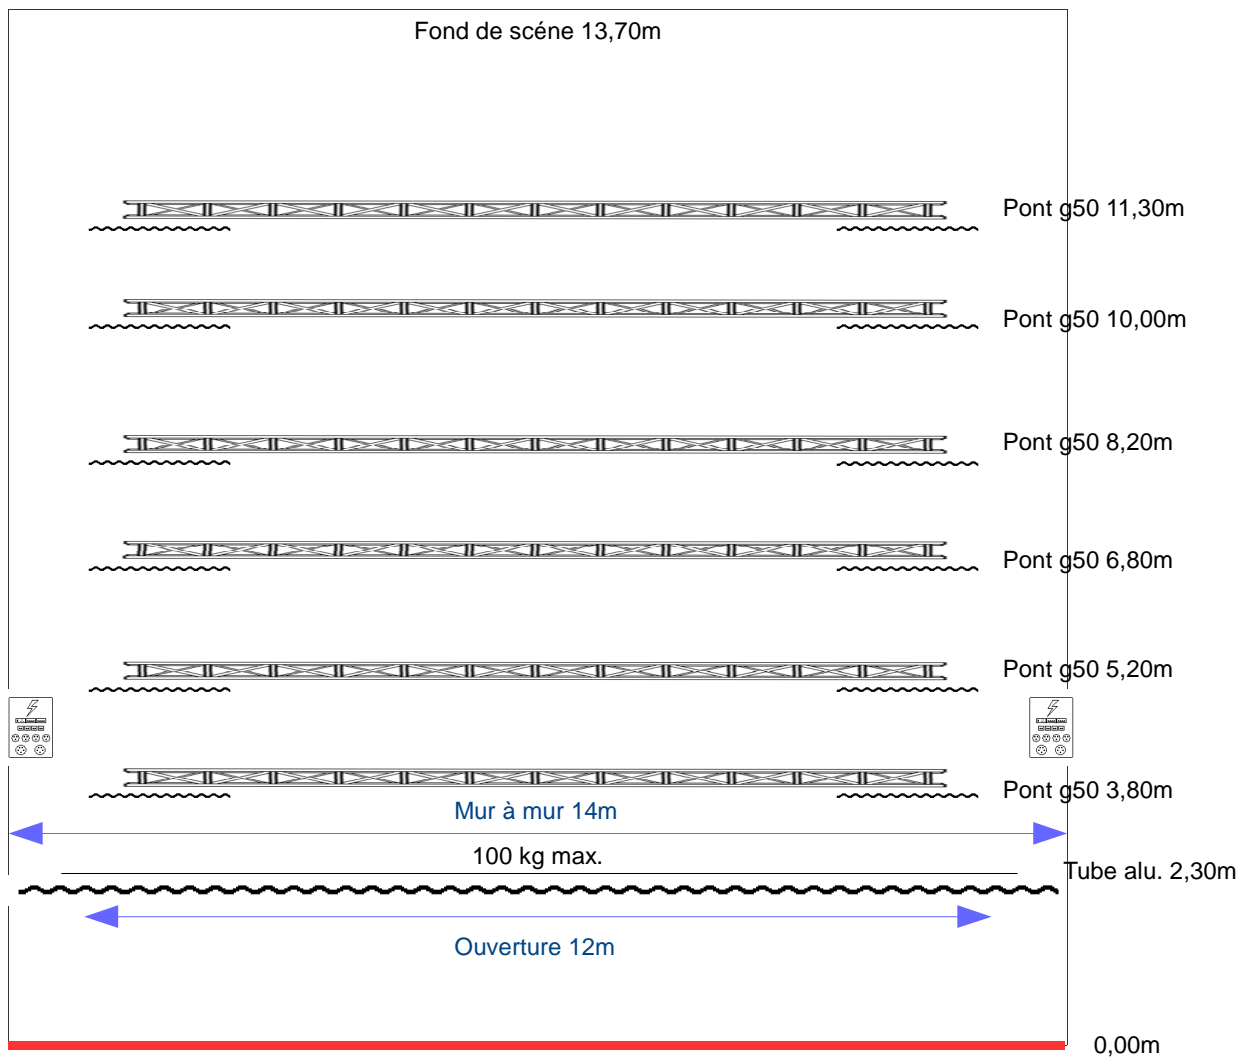 Fond de scéne 13,70m
Pont g50 11,30m
Pont g50 10,00m
Pont g50 8,20m
Pont g50 6,80m
Pont g50 5,20m
Pont g50 3,80m
Mur à mur 14m
100 kg max.
Tube alu. 2,30m
Ouverture 12m
0,00m